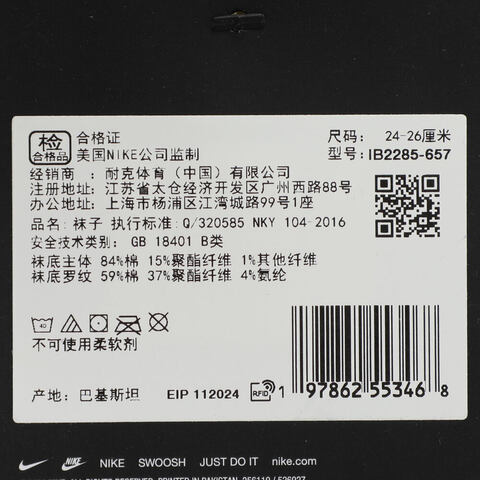 检
合格品
合格证
美国NIKE公司监制
尺码: 24-26厘米
型号: IB2285-657
经销商 : 耐克体育（中国）有限公司
注册地址: 江苏省太仓经济开发区广州西路88号
办公地址: 上海市杨浦区江湾城路99号1座
品名: 袜子 执行标准: Q/320585 NKY 104-2016
安全技术类别: GB 18401 B类
袜底主体 84%棉 15%聚酯纤维 1%其他纤维
袜底罗纹 59%棉 37%聚酯纤维 4%氨纶
40
不可使用柔软剂
产地: 巴基斯坦 EIP 112024 RFID 1 97862 55346 8
NIKE SWOOSH JUST DO IT nike.com
ALL RIGHTS RESERVED. PRINTED IN PAKISTAN